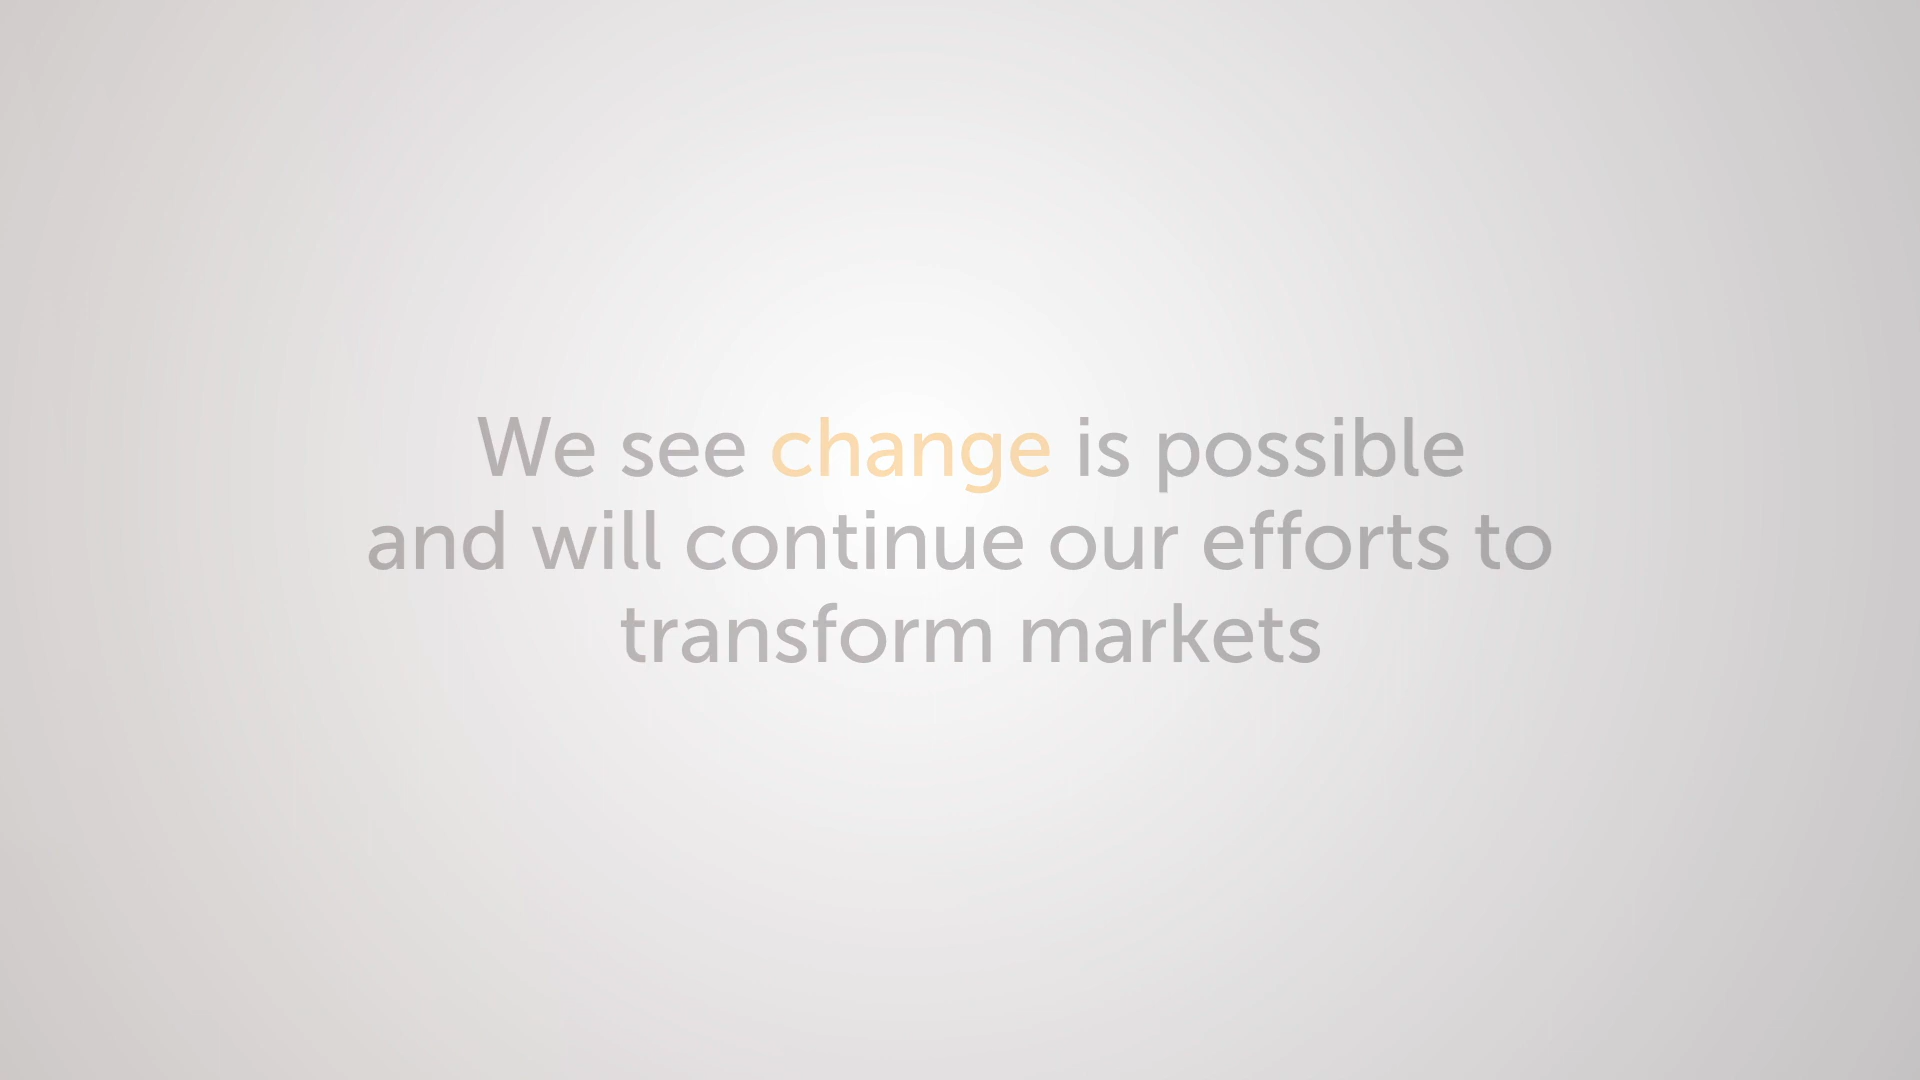 We see change is possible
and will continue our efforts to
transform markets